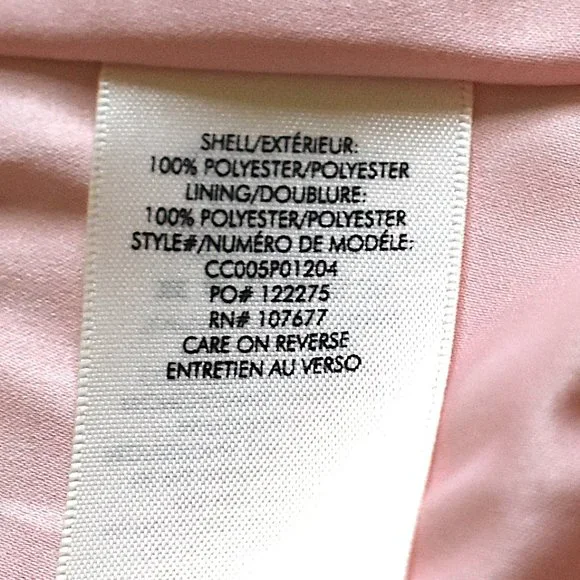 SHELL/EXTÉRIEUR:
100% POLYESTER/POLYESTER
LINING/DOUBLURE:
100% POLYESTER/POLYESTER
STYLE#/NUMÉRO DE MODÉLE:
CC005P01204
PO# 122275
RN# 107677
CARE ON REVERSE
ENTRETIEN AU VERSO